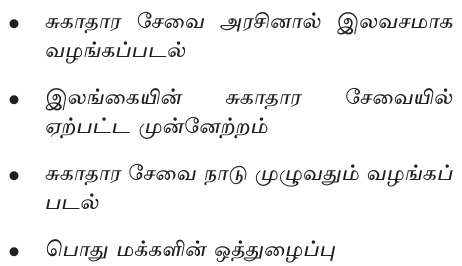 ● சுகாதார சேவை அரசினால் இலவசமாக
வழங்கப்படல்
● இலங்கையின் சுகாதார சேவையில்
ஏற்பட்ட முன்னேற்றம்
● சுகாதார சேவை நாடு முழுவதும் வழங்கப்
படல்
● பொது மக்களின் ஒத்துழைப்பு